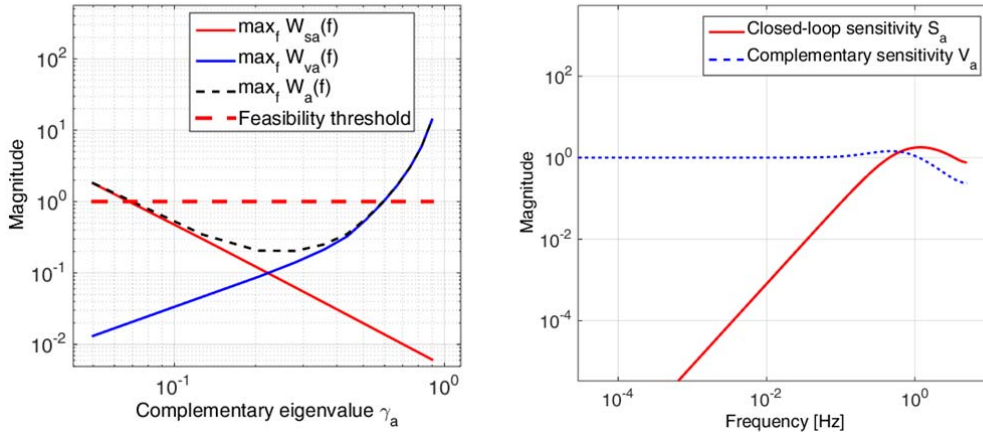 max_f W_sa(f)
max_f W_va(f)
max_f W_a(f)
Feasibility threshold
Magnitude
10^2
10^1
10^0
10^-1
10^-2
10^-1
10^0
Complementary eigenvalue γ_a
Closed-loop sensitivity S_a
Complementary sensitivity V_a
Magnitude
10^2
10^0
10^-2
10^-4
10^-4
10^-2
10^0
Frequency [Hz]